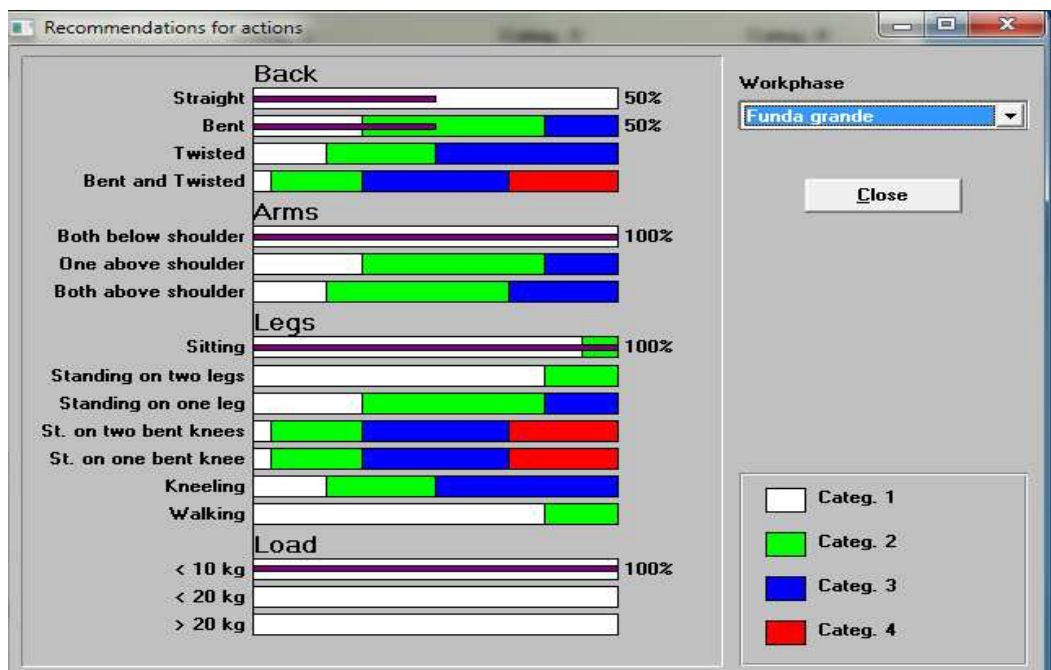 Recommendations for actions
Back
Straight 50%
Bent 50%
Twisted
Bent and Twisted
Arms
Both below shoulder 100%
One above shoulder
Both above shoulder
Legs
Sitting 100%
Standing on two legs
Standing on one leg
St. on two bent knees
St. on one bent knee
Kneeling
Walking
Load
< 10 kg 100%
< 20 kg
> 20 kg
Workphase
Funda grande
Close
Categ. 1
Categ. 2
Categ. 3
Categ. 4